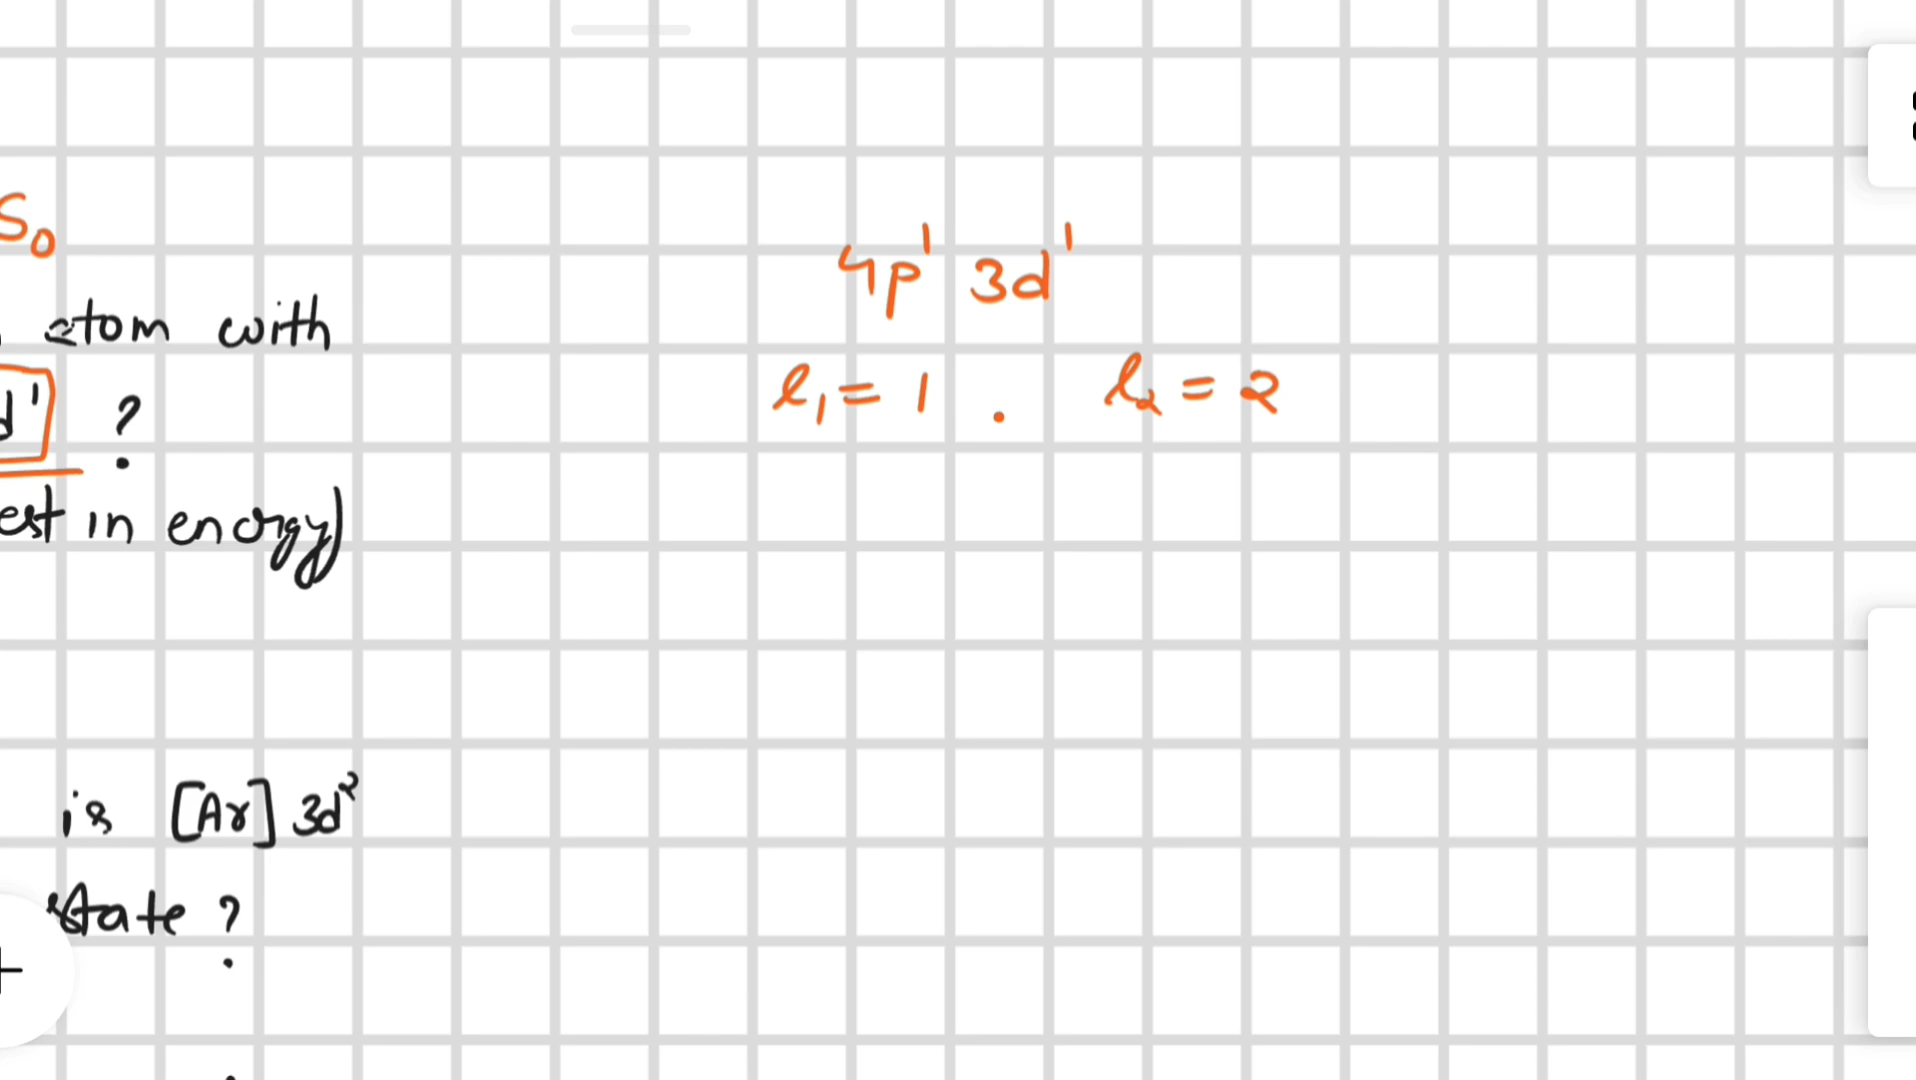 S₀
4p¹ 3d¹
atom with
l₁ = 1 . l₂ = 2
d¹ ?
est in energy)
is [Ar] 3d²
state ?